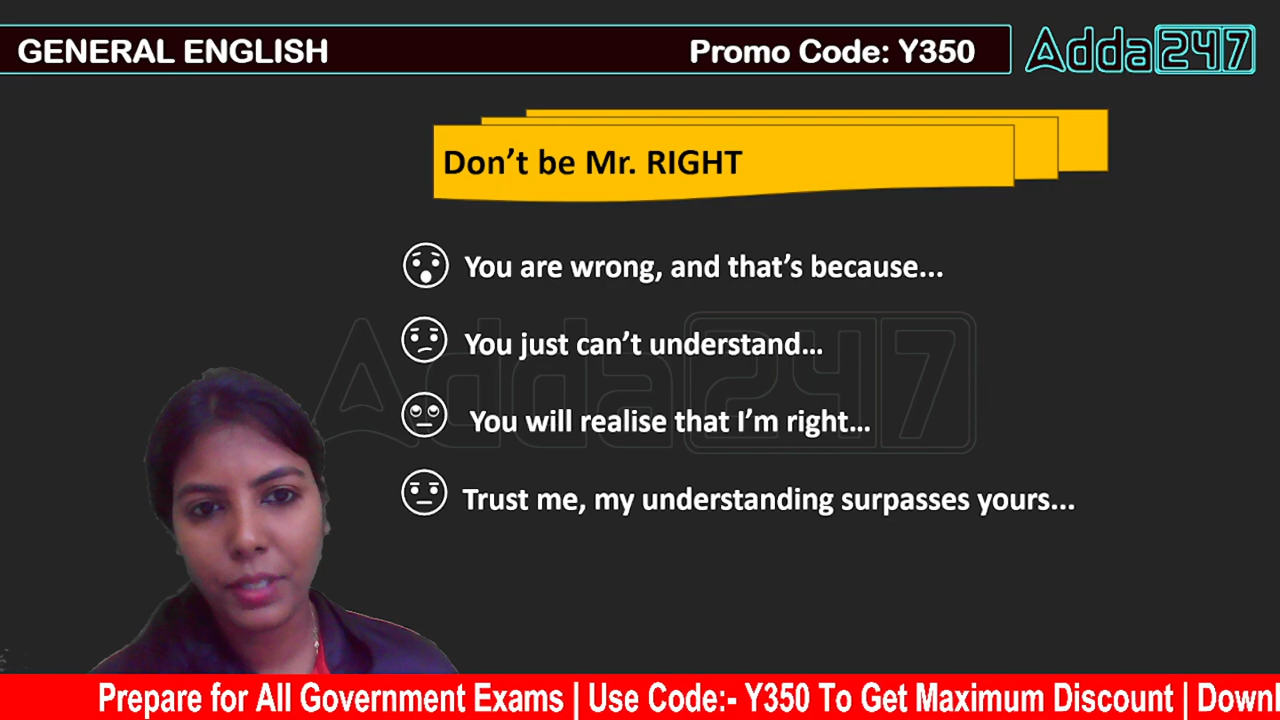 GENERAL ENGLISH
Promo Code: Y350
Adda247
Don't be Mr. RIGHT
You are wrong, and that's because...
You just can't understand...
You will realise that I'm right...
Trust me, my understanding surpasses yours...
Adda247
Prepare for All Government Exams | Use Code:- Y350 To Get Maximum Discount |